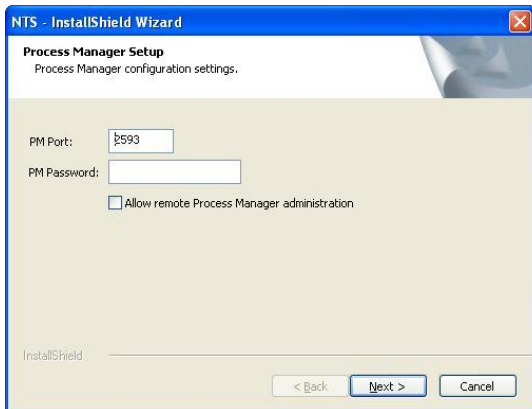 NTS - InstallShield Wizard
Process Manager Setup
Process Manager configuration settings.
PM Port: 2593
PM Password:
Allow remote Process Manager administration
InstallShield
< Back Next > Cancel